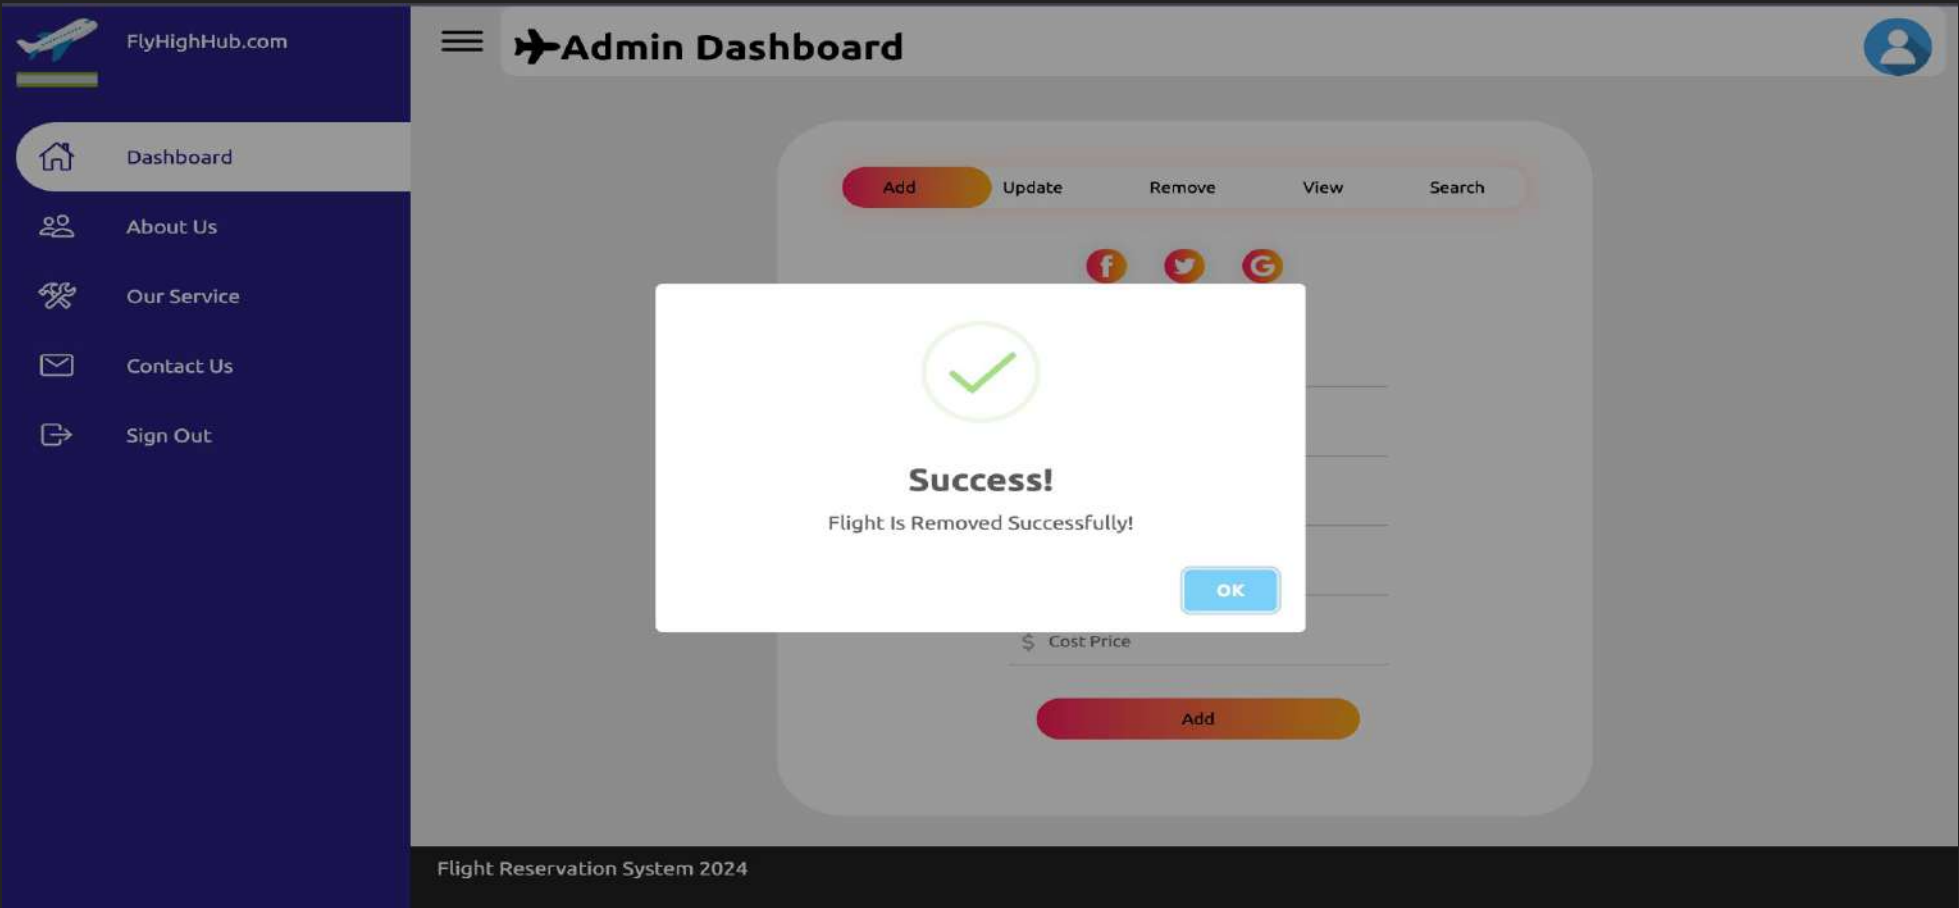 FlyHighHub.com
Admin Dashboard
Dashboard
About Us
Our Service
Contact Us
Sign Out
Add Update Remove View Search
Success!
Flight Is Removed Successfully!
OK
$ Cost Price
Add
Flight Reservation System 2024